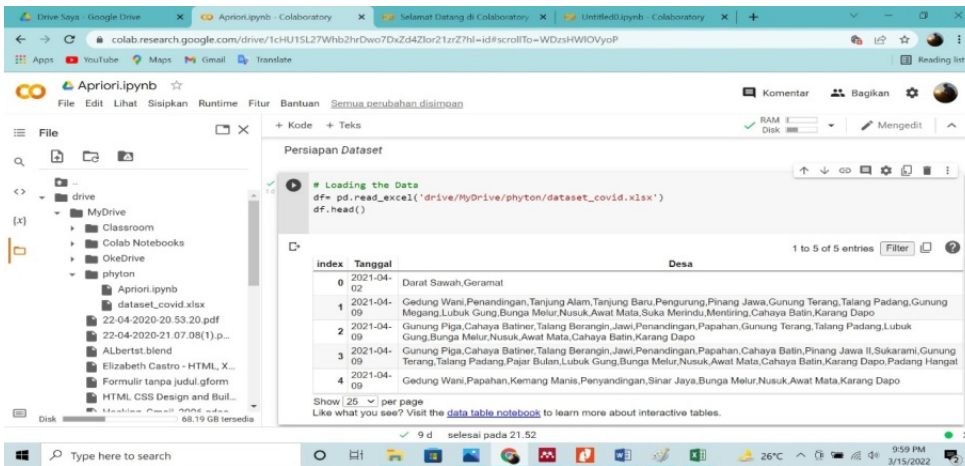 Drive Saya - Google Drive
Apriori.ipynb - Colaboratory
Selamat Datang di Colaboratory
Untitled0.ipynb - Colaboratory
colab.research.google.com/drive/1cHU1SL27Whb2hrDwo7DxZd4Zlor21zrZ?hl=id#scrollTo=WDzsHWlOVyoP
Apps YouTube Maps Gmail Translate Reading list
Apriori.ipynb
Komentar Bagikan
File Edit Lihat Sisipkan Runtime Fitur Bantuan Semua perubahan disimpan
File
+ Kode + Teks
RAM
Disk
Mengedit
Persiapan Dataset
..
drive
MyDrive
Classroom
Colab Notebooks
OkeDrive
phyton
Apriori.ipynb
dataset_covid.xlsx
22-04-2020-20.53.20.pdf
22-04-2020-21.07.08(1).p...
ALbertst.blend
Elizabeth Castro - HTML, X...
Formulir tanpa judul.gform
HTML CSS Design and Buil...
Disk 68.19 GB tersedia
# Loading the Data
df= pd.read_excel('drive/MyDrive/phyton/dataset_covid.xlsx')
df.head()
1 to 5 of 5 entries Filter
index Tanggal Desa
0 2021-04-02 Darat Sawah,Geramat
1 2021-04-09 Gedung Wani,Penandingan,Tanjung Alam,Tanjung Baru,Pengurung,Pinang Jawa,Gunung Terang,Talang Padang,Gunung
Megang,Lubuk Gung,Bunga Melur,Nusuk,Awat Mata,Suka Merindu,Mentiring,Cahaya Batin,Karang Dapo
2 2021-04-09 Gunung Piga,Cahaya Batiner,Talang Berangin,Jawi,Penandingan,Papahan,Gunung Terang,Talang Padang,Lubuk
Gung,Bunga Melur,Nusuk,Awat Mata,Cahaya Batin,Karang Dapo
3 2021-04-09 Gunung Piga,Cahaya Batiner,Talang Berangin,Jawi,Penandingan,Papahan,Cahaya Batin,Pinang Jawa II,Sukarami,Gunung
Terang,Talang Padang,Pajar Bulan,Lubuk Gung,Bunga Melur,Nusuk,Awat Mata,Cahaya Batin,Karang Dapo,Padang Hangat
4 2021-04-09 Gedung Wani,Papahan,Kemang Manis,Penyandingan,Sinar Jaya,Bunga Melur,Nusuk,Awat Mata,Karang Dapo
Show 25 per page
Like what you see? Visit the data table notebook to learn more about interactive tables.
9 d selesai pada 21.52
Type here to search
26°C
9:59 PM
3/15/2022